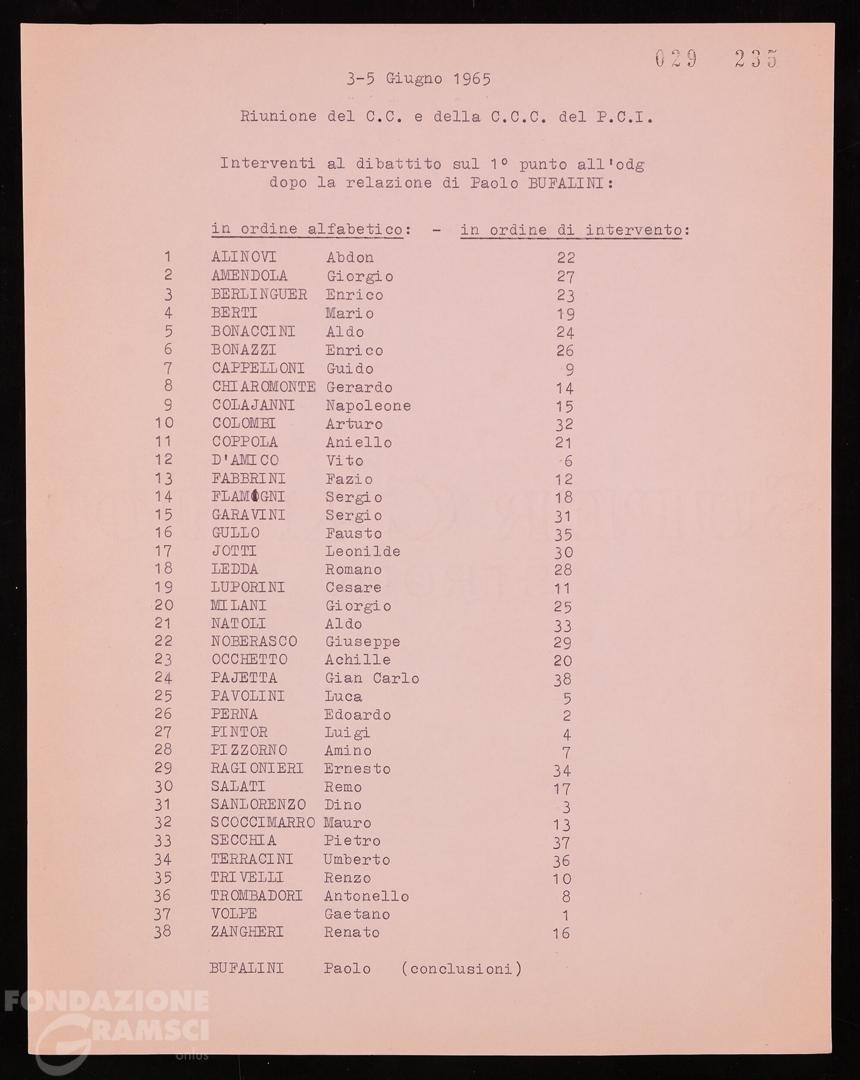 029 235
3-5 Giugno 1965
Riunione del C.C. e della C.C.C. del P.C.I.
Interventi al dibattito sul 1° punto all'odg
dopo la relazione di Paolo BUFALINI:
in ordine alfabetico: - in ordine di intervento:
1 ALINOVI Abdon 22
2 AMENDOLA Giorgio 27
3 BERLINGUER Enrico 23
4 BERTI Mario 19
5 BONACCINI Aldo 24
6 BONAZZI Enrico 26
7 CAPPELLONI Guido 9
8 CHIAROMONTE Gerardo 14
9 COLAJANNI Napoleone 15
10 COLOMBI Arturo 32
11 COPPOLA Aniello 21
12 D'AMICO Vito 6
13 FABBRINI Fazio 12
14 FLAMIGNI Sergio 18
15 GARAVINI Sergio 31
16 GULLO Fausto 35
17 JOTTI Leonilde 30
18 LEDDA Romano 28
19 LUPORINI Cesare 11
20 MILANI Giorgio 25
21 NATOLI Aldo 33
22 NOBERASCO Giuseppe 29
23 OCCHETTO Achille 20
24 PAJETTA Gian Carlo 38
25 PAVOLINI Luca 5
26 PERNA Edoardo 2
27 PINTOR Luigi 4
28 PIZZORNO Amino 7
29 RAGIONIERI Ernesto 34
30 SALATI Remo 17
31 SANLORENZO Dino 3
32 SCOCCIMARRO Mauro 13
33 SECCHIA Pietro 37
34 TERRACINI Umberto 36
35 TRIVELLI Renzo 10
36 TROMBADORI Antonello 8
37 VOLPE Gaetano 1
38 ZANGHERI Renato 16
BUFALINI Paolo (conclusioni)
FONDAZIONE
GRAMSCI
onlus